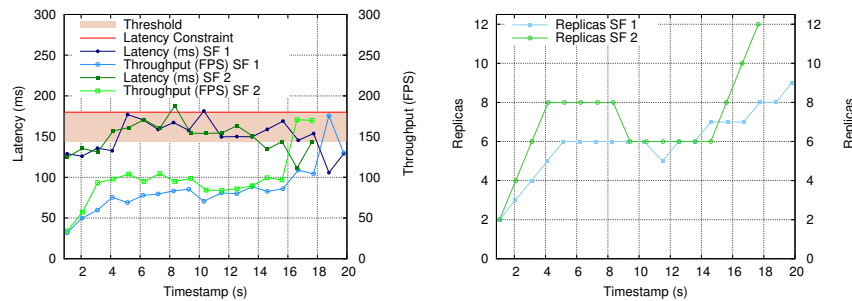 300
250
200
150
100
50
0
Latency (ms)
Threshold
Latency Constraint
Latency (ms) SF 1
Throughput (FPS) SF 1
Latency (ms) SF 2
Throughput (FPS) SF 2
300
250
200
150
100
50
0
Throughput (FPS)
2 4 6 8 10 12 14 16 18 20
Timestamp (s)
12
10
8
6
4
2
0
Replicas
Replicas SF 1
Replicas SF 2
12
10
8
6
4
2
0
Replicas
2 4 6 8 10 12 14 16 18 20
Timestamp (s)